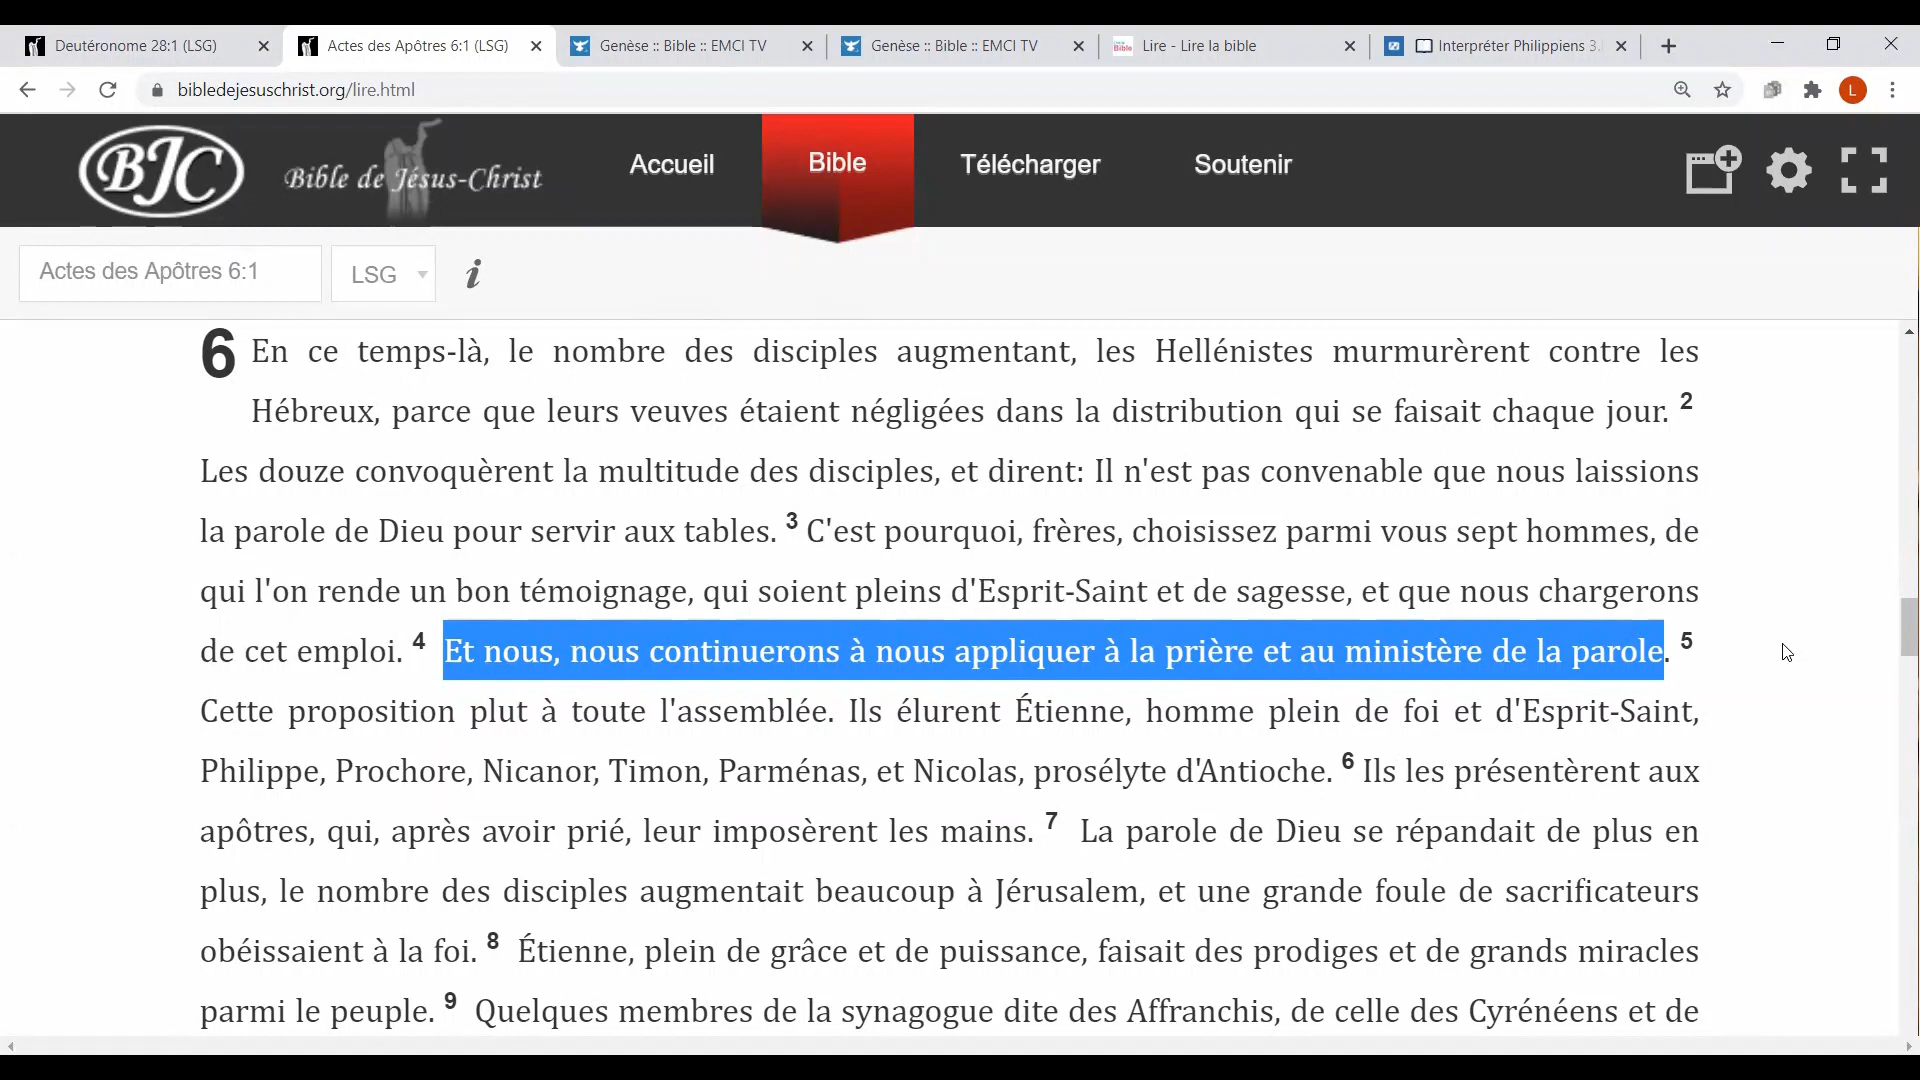 Deutéronome 28:1 (LSG)
Actes des Apôtres 6:1 (LSG)
Genèse :: Bible :: EMCI TV
Genèse :: Bible :: EMCI TV
Lire - Lire la bible
Interpréter Philippiens 3.
bibledejesuschrist.org/lire.html
L
BJC
Bible de Jésus-Christ
Accueil
Bible
Télécharger
Soutenir
Actes des Apôtres 6:1
LSG
i
6 En ce temps-là, le nombre des disciples augmentant, les Hellénistes murmurèrent contre les
Hébreux, parce que leurs veuves étaient négligées dans la distribution qui se faisait chaque jour. 2
Les douze convoquèrent la multitude des disciples, et dirent: Il n'est pas convenable que nous laissions
la parole de Dieu pour servir aux tables. 3 C'est pourquoi, frères, choisissez parmi vous sept hommes, de
qui l'on rende un bon témoignage, qui soient pleins d'Esprit-Saint et de sagesse, et que nous chargerons
de cet emploi. 4 Et nous, nous continuerons à nous appliquer à la prière et au ministère de la parole. 5
Cette proposition plut à toute l'assemblée. Ils élurent Étienne, homme plein de foi et d'Esprit-Saint,
Philippe, Prochore, Nicanor, Timon, Parménas, et Nicolas, prosélyte d'Antioche. 6 Ils les présentèrent aux
apôtres, qui, après avoir prié, leur imposèrent les mains. 7 La parole de Dieu se répandait de plus en
plus, le nombre des disciples augmentait beaucoup à Jérusalem, et une grande foule de sacrificateurs
obéissaient à la foi. 8 Étienne, plein de grâce et de puissance, faisait des prodiges et de grands miracles
parmi le peuple. 9 Quelques membres de la synagogue dite des Affranchis, de celle des Cyrénéens et de